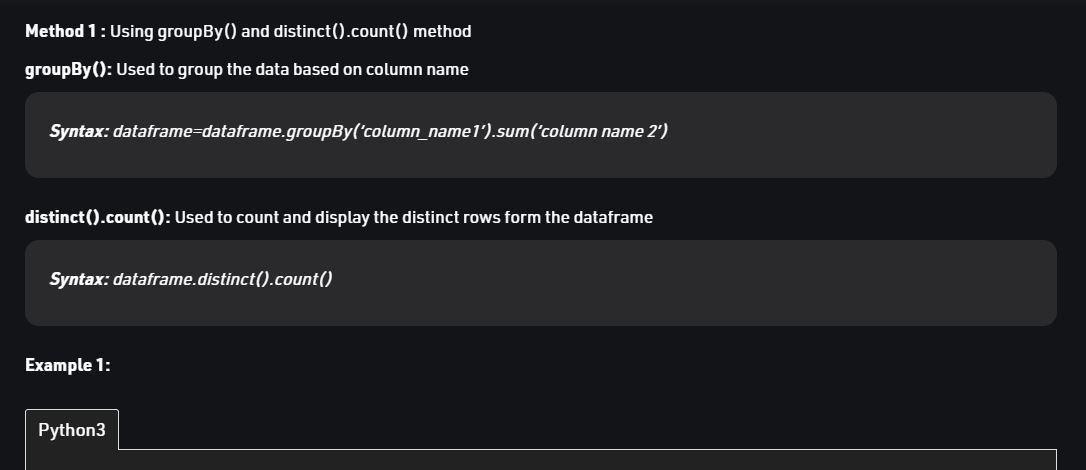 Method 1 : Using groupBy() and distinct().count() method
groupBy(): Used to group the data based on column name
Syntax: dataframe=dataframe.groupBy(‘column_name1’).sum(‘column name 2’)
distinct().count(): Used to count and display the distinct rows form the dataframe
Syntax: dataframe.distinct().count()
Example 1:
Python3